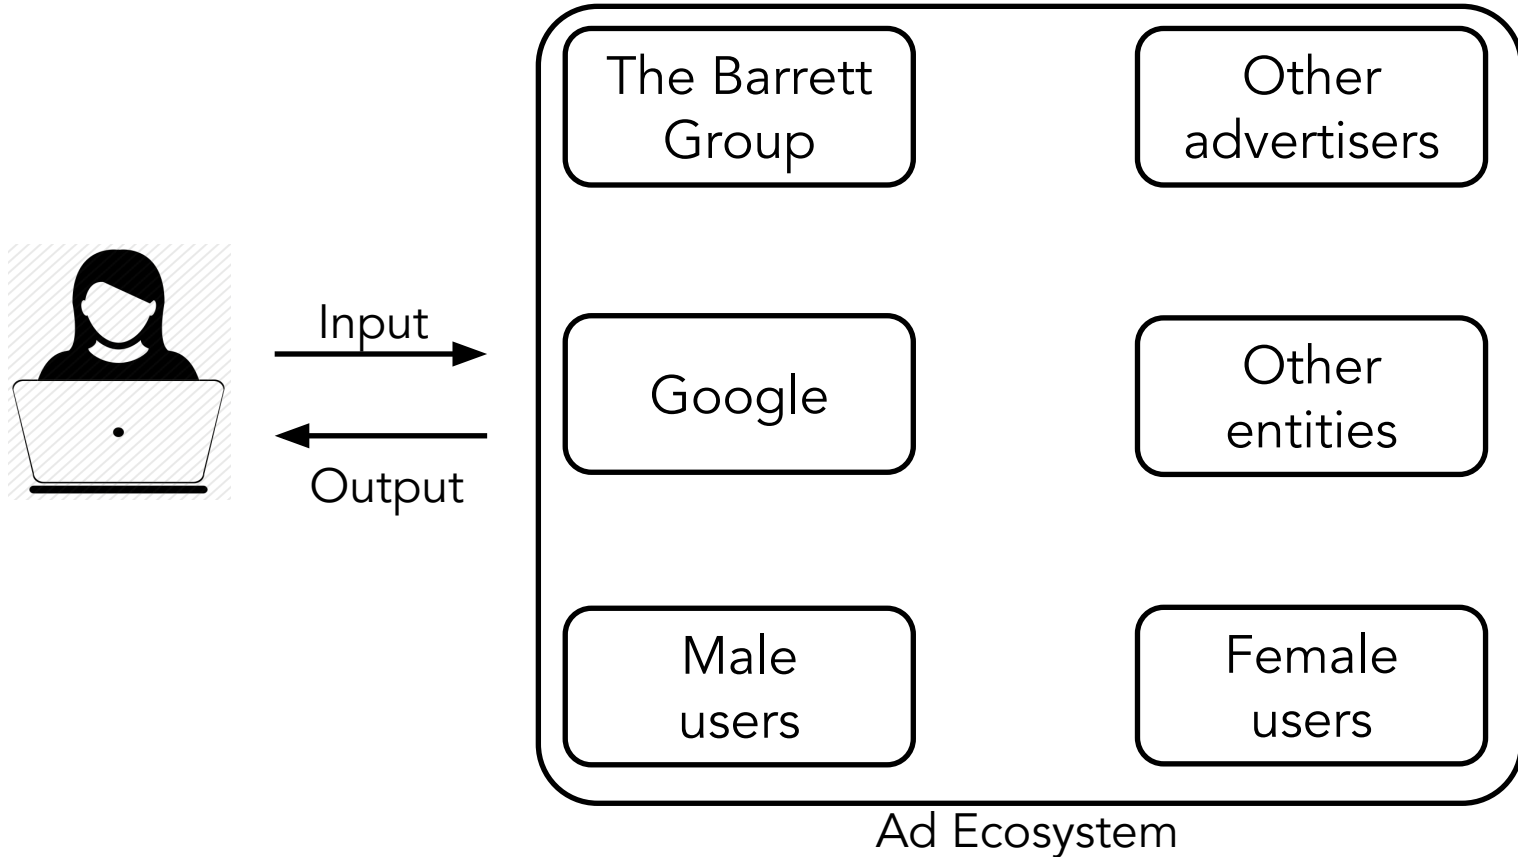 The Barrett
Group
Other
advertisers
Input
Google
Other
entities
Output
Male
users
Female
users
Ad Ecosystem